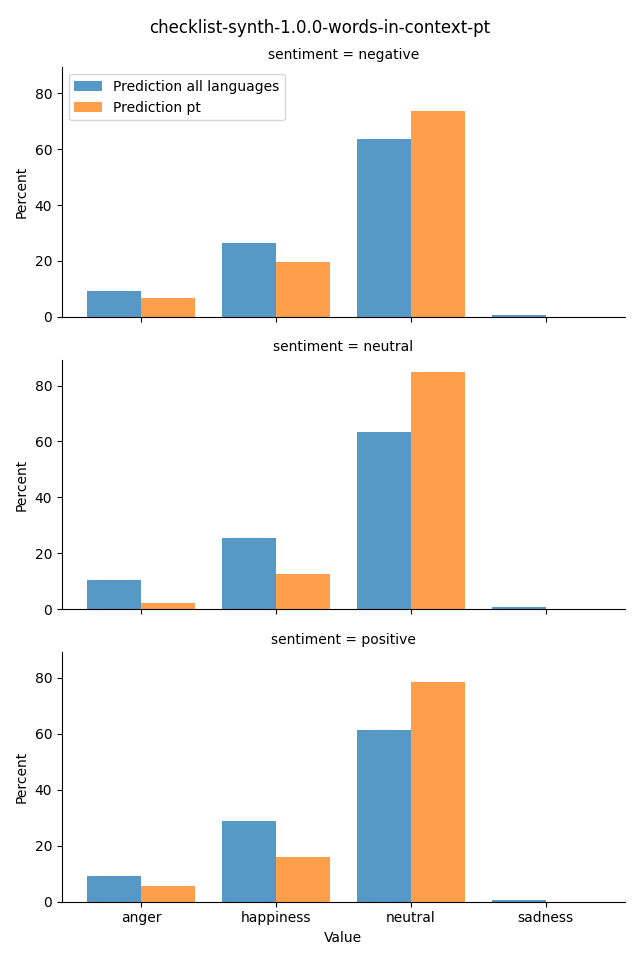 checklist-synth-1.0.0-words-in-context-pt
sentiment = negative
Prediction all languages
Prediction pt
80
60
40
20
0
Percent
sentiment = neutral
80
60
40
20
0
Percent
sentiment = positive
80
60
40
20
0
Percent
anger happiness neutral sadness
Value